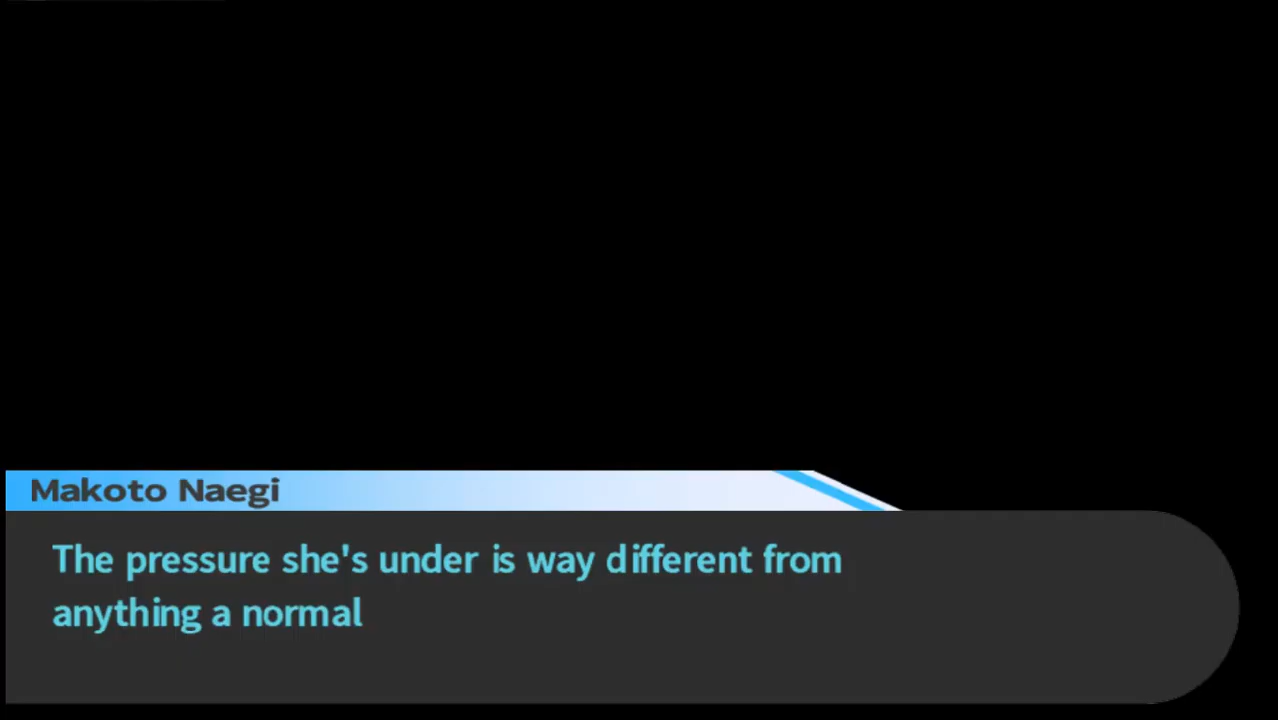 Makoto Naegi
The pressure she's under is way different from
anything a normal